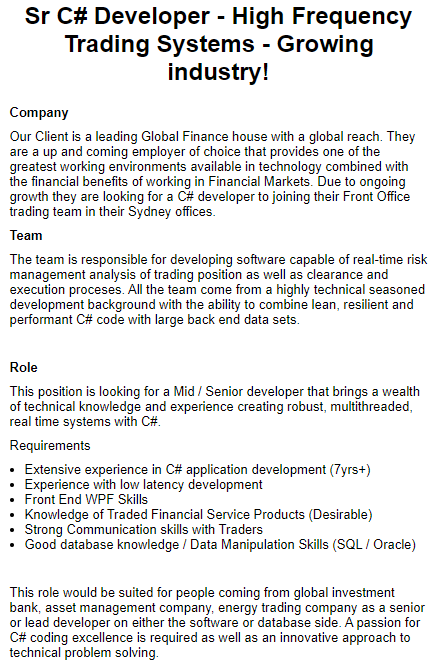 Sr C# Developer - High Frequency
Trading Systems - Growing
industry!
Company
Our Client is a leading Global Finance house with a global reach. They
are a up and coming employer of choice that provides one of the
greatest working environments available in technology combined with
the financial benefits of working in Financial Markets. Due to ongoing
growth they are looking for a C# developer to joining their Front Office
trading team in their Sydney offices.
Team
The team is responsible for developing software capable of real-time risk
management analysis of trading position as well as clearance and
execution proceses. All the team come from a highly technical seasoned
development background with the ability to combine lean, resilient and
performant C# code with large back end data sets.
Role
This position is looking for a Mid / Senior developer that brings a wealth
of technical knowledge and experience creating robust, multithreaded,
real time systems with C#.
Requirements
• Extensive experience in C# application development (7yrs+)
• Experience with low latency development
• Front End WPF Skills
• Knowledge of Traded Financial Service Products (Desirable)
• Strong Communication skills with Traders
• Good database knowledge / Data Manipulation Skills (SQL / Oracle)
This role would be suited for people coming from global investment
bank, asset management company, energy trading company as a senior
or lead developer on either the software or database side. A passion for
C# coding excellence is required as well as an innovative approach to
technical problem solving.